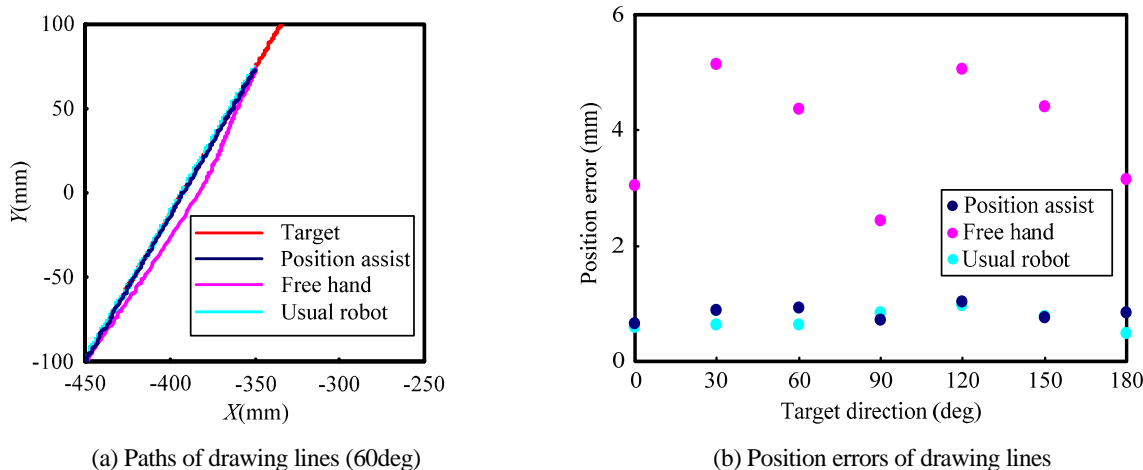 100
50
0
-50
-100
Y(mm)
Target
Position assist
Free hand
Usual robot
-450 -400 -350 -300 -250
X(mm)
(a) Paths of drawing lines (60deg)
6
4
2
0
Position error (mm)
Position assist
Free hand
Usual robot
0 30 60 90 120 150 180
Target direction (deg)
(b) Position errors of drawing lines